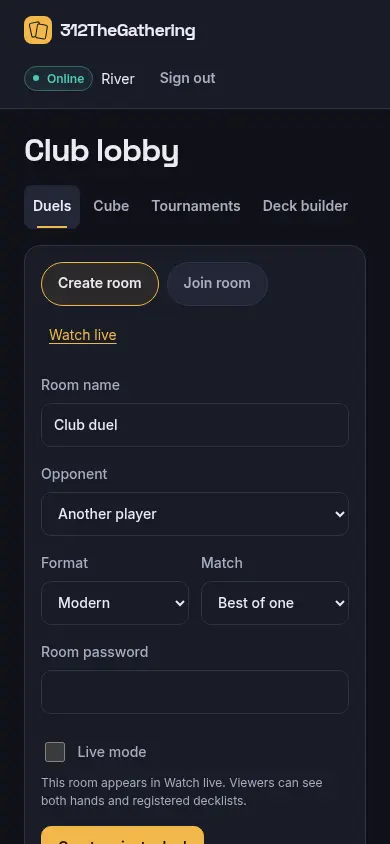 312TheGathering
Online River Sign out
Club lobby
Duels Cube Tournaments Deck builder
Create room Join room
Watch live
Room name
Club duel
Opponent
Another player
Format Match
Modern Best of one
Room password
Live mode
This room appears in Watch live. Viewers can see
both hands and registered decklists.